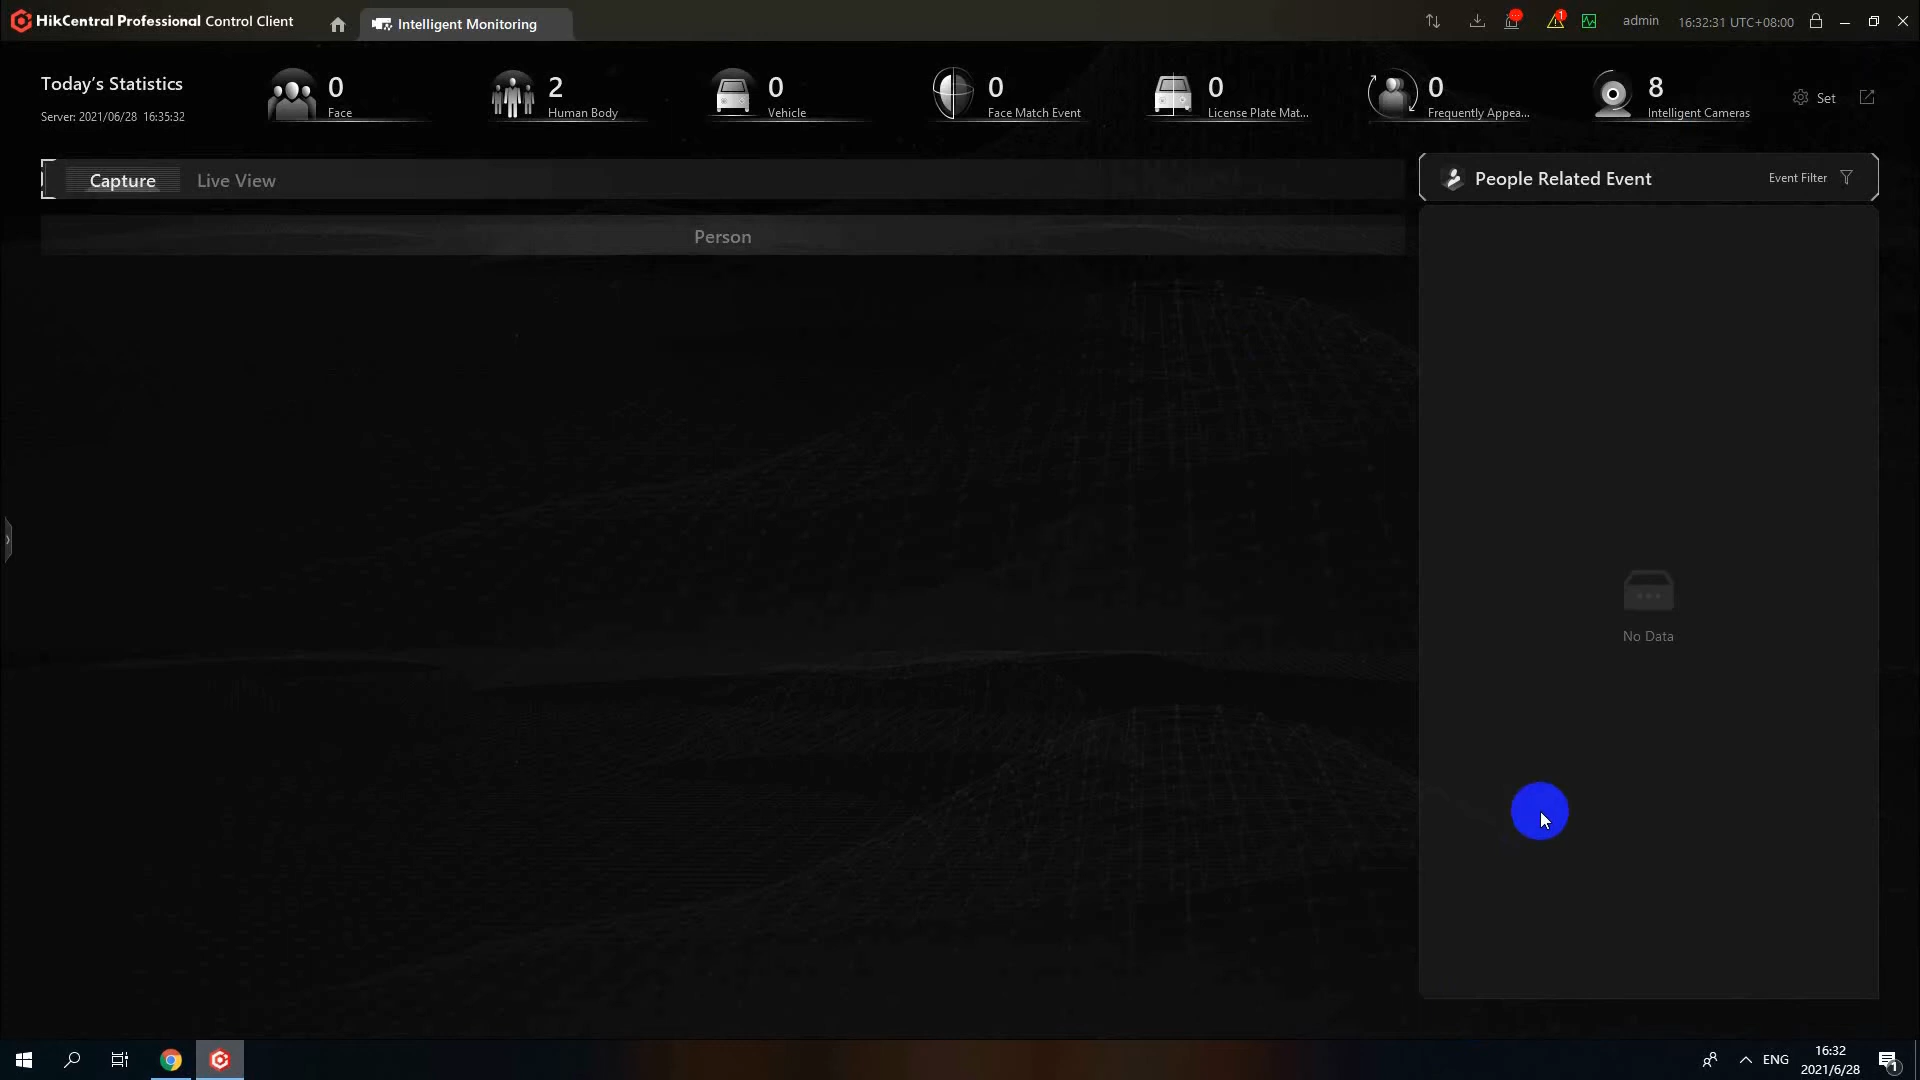 HikCentral Professional Control Client
Intelligent Monitoring
1
admin
16:32:31 UTC+08:00
Today's Statistics
Server: 2021/06/28 16:35:32
0
Face
2
Human Body
0
Vehicle
0
Face Match Event
0
License Plate Mat...
0
Frequently Appea...
8
Intelligent Cameras
Set
Capture
Live View
People Related Event
Event Filter
Person
No Data
ENG
16:32
2021/6/28
1